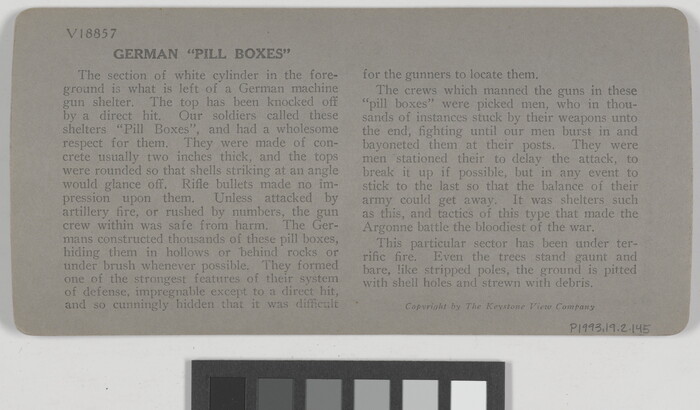 V18857
GERMAN "PILL BOXES"
The section of white cylinder in the fore-
ground is what is left of a German machine
gun shelter. The top has been knocked off
by a direct hit. Our soldiers called these
shelters "Pill Boxes", and had a wholesome
respect for them. They were made of con-
crete usually two inches thick, and the tops
were rounded so that shells striking at an angle
would glance off. Rifle bullets made no im-
pression upon them. Unless attacked by
artillery fire, or rushed by numbers, the gun
crew within was safe from harm. The Ger-
mans constructed thousands of these pill boxes,
hiding them in hollows or behind rocks or
under brush whenever possible. They formed
one of the strongest features of their system
of defense, impregnable except to a direct hit,
and so cunningly hidden that it was difficult
for the gunners to locate them.
The crews which manned the guns in these
"pill boxes" were picked men, who in thou-
sands of instances stuck by their weapons unto
the end, fighting until our men burst in and
bayoneted them at their posts. They were
men stationed their to delay the attack, to
break it up if possible, but in any event to
stick to the last so that the balance of their
army could get away. It was shelters such
as this, and tactics of this type that made the
Argonne battle the bloodiest of the war.
This particular sector has been under ter-
rific fire. Even the trees stand gaunt and
bare, like stripped poles, the ground is pitted
with shell holes and strewn with debris.
Copyright by The Keystone View Company
P1993.19.2.145